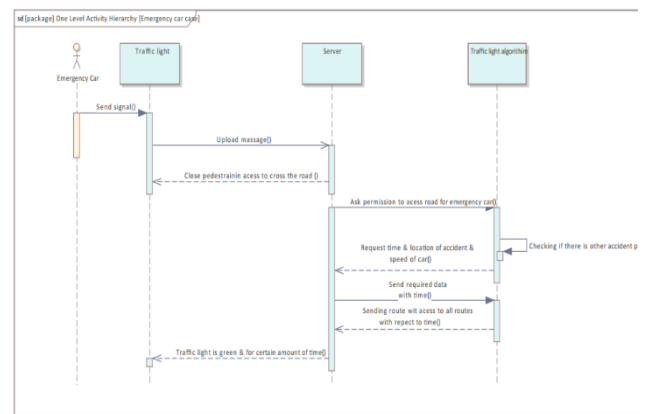 sd [package] One Level Activity Hierarchy [Emergency car case]
Traffic light
Server
Traffic light algorithim
Emergency Car
Send signal()
Upload massage()
Close pedestrainin acess to cross the road ()
Ask permission to acess road for emergency car()
Checking if there is other accident p
Request time & location of accident &
speed of car()
Send required data
with time()
Sending route wit acess to all routes
with repect to time()
Traffic light is green & for certain amount of time()